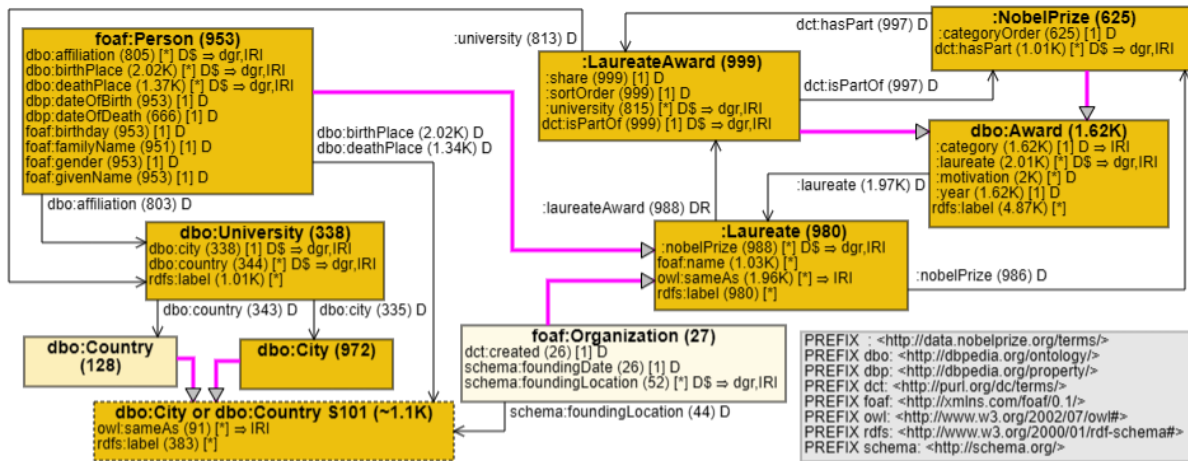 foaf:Person (953)
dbo:affiliation (805) [*] D$ ⇒ dgr,IRI
dbo:birthPlace (2.02K) [*] D$ ⇒ dgr,IRI
dbo:deathPlace (1.37K) [*] D$ ⇒ dgr,IRI
dbp:dateOfBirth (953) [1] D
dbp:dateOfDeath (666) [1] D
foaf:birthday (953) [1] D
foaf:familyName (951) [1] D
foaf:gender (953) [1] D
foaf:givenName (953) [1] D
:university (813) D
:LaureateAward (999)
:share (999) [1] D
:sortOrder (999) [1] D
:university (815) [*] D$ ⇒ dgr,IRI
dct:isPartOf (999) [1] D$ ⇒ dgr,IRI
dct:hasPart (997) D
:NobelPrize (625)
:categoryOrder (625) [1] D
dct:hasPart (1.01K) [*] D$ ⇒ dgr,IRI
dct:isPartOf (997) D
dbo:Award (1.62K)
:category (1.62K) [1] D ⇒ IRI
:laureate (2.01K) [*] D$ ⇒ dgr,IRI
:motivation (2K) [*] D
:year (1.62K) [1] D
rdfs:label (4.87K) [*]
dbo:birthPlace (2.02K) D
dbo:deathPlace (1.34K) D
:laureate (1.97K) D
dbo:affiliation (803) D
:laureateAward (988) DR
dbo:University (338)
dbo:city (338) [1] D$ ⇒ dgr,IRI
dbo:country (344) [*] D$ ⇒ dgr,IRI
rdfs:label (1.01K) [*]
:Laureate (980)
:nobelPrize (988) [*] D$ ⇒ dgr,IRI
foaf:name (1.03K) [*]
owl:sameAs (1.96K) [*] ⇒ IRI
rdfs:label (980) [*]
:nobelPrize (986) D
dbo:country (343) D
dbo:city (335) D
dbo:Country
(128)
dbo:City (972)
foaf:Organization (27)
dct:created (26) [1] D
schema:foundingDate (26) [1] D
schema:foundingLocation (52) [*] D$ ⇒ dgr,IRI
dbo:City or dbo:Country S101 (~1.1K)
owl:sameAs (91) [*] ⇒ IRI
rdfs:label (383) [*]
schema:foundingLocation (44) D
PREFIX : <http://data.nobelprize.org/terms/>
PREFIX dbo: <http://dbpedia.org/ontology/>
PREFIX dbp: <http://dbpedia.org/property/>
PREFIX dct: <http://purl.org/dc/terms/>
PREFIX foaf: <http://xmlns.com/foaf/0.1/>
PREFIX owl: <http://www.w3.org/2002/07/owl#>
PREFIX rdfs: <http://www.w3.org/2000/01/rdf-schema#>
PREFIX schema: <http://schema.org/>